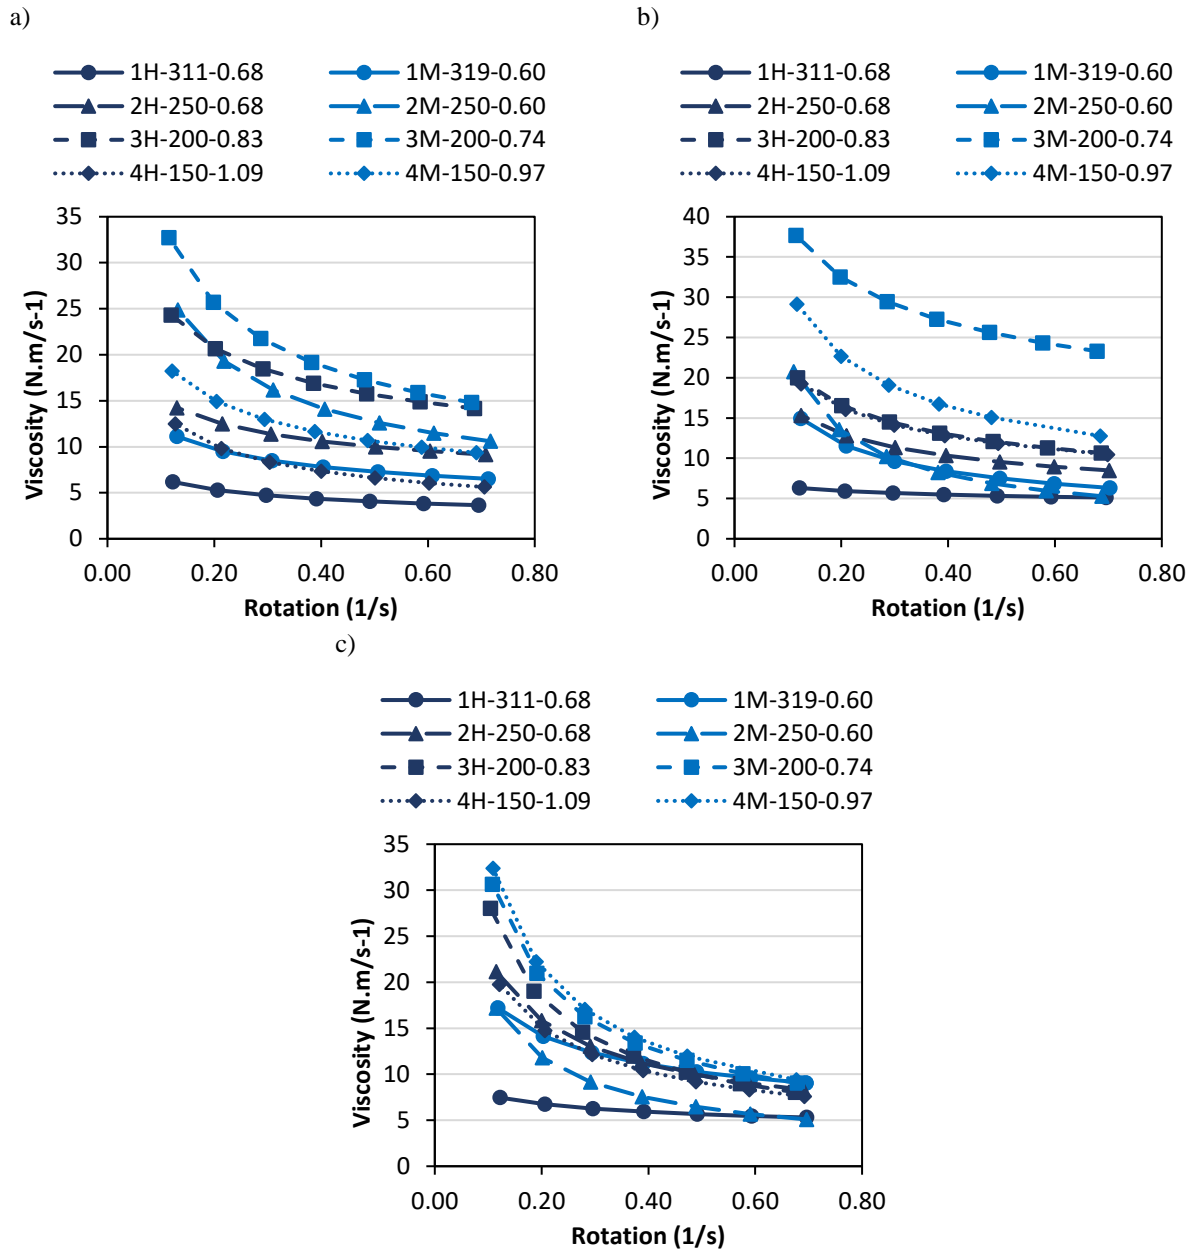 a)
1H-311-0.68 1M-319-0.60
2H-250-0.68 2M-250-0.60
3H-200-0.83 3M-200-0.74
4H-150-1.09 4M-150-0.97
35
30
25
20
15
10
5
0
Viscosity (N.m/s-1)
0.00 0.20 0.40 0.60 0.80
Rotation (1/s)
b)
1H-311-0.68 1M-319-0.60
2H-250-0.68 2M-250-0.60
3H-200-0.83 3M-200-0.74
4H-150-1.09 4M-150-0.97
40
35
30
25
20
15
10
5
0
Viscosity (N.m/s-1)
0.00 0.20 0.40 0.60 0.80
Rotation (1/s)
c)
1H-311-0.68 1M-319-0.60
2H-250-0.68 2M-250-0.60
3H-200-0.83 3M-200-0.74
4H-150-1.09 4M-150-0.97
35
30
25
20
15
10
5
0
Viscosity (N.m/s-1)
0.00 0.20 0.40 0.60 0.80
Rotation (1/s)